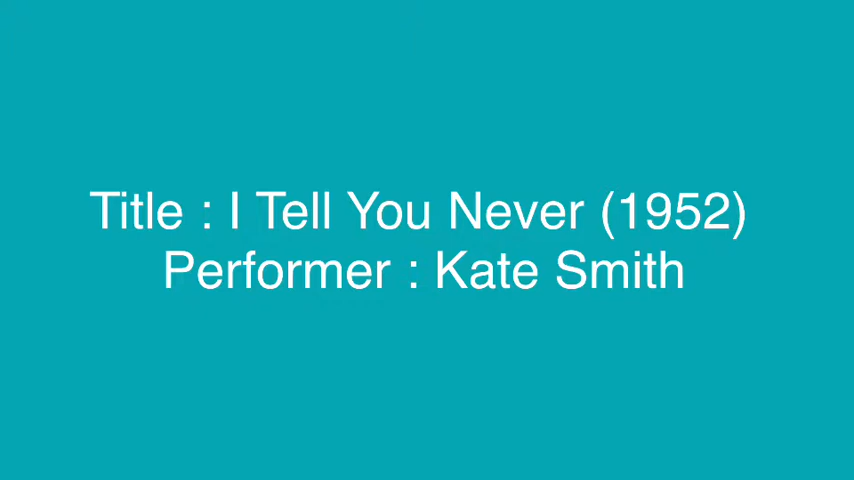 Title : I Tell You Never (1952)
Performer : Kate Smith